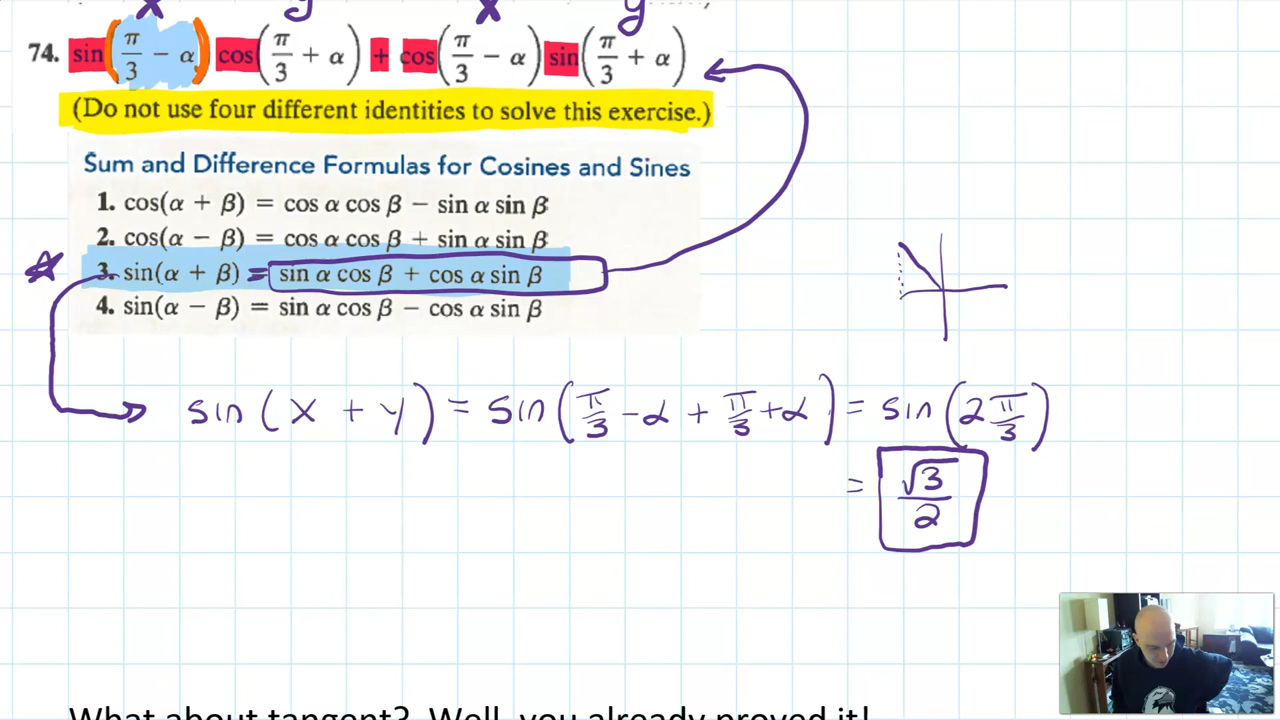 x y x y
74. sin(π/3 − α) cos(π/3 + α) + cos(π/3 − α) sin(π/3 + α)
(Do not use four different identities to solve this exercise.)
Sum and Difference Formulas for Cosines and Sines
1. cos(α + β) = cos α cos β − sin α sin β
2. cos(α − β) = cos α cos β + sin α sin β
3. sin(α + β) = sin α cos β + cos α sin β
4. sin(α − β) = sin α cos β − cos α sin β
sin(x + y) = sin(π/3 − α + π/3 + α) = sin(2π/3)
= √3/2
What about tangent? Well, you already proved it!